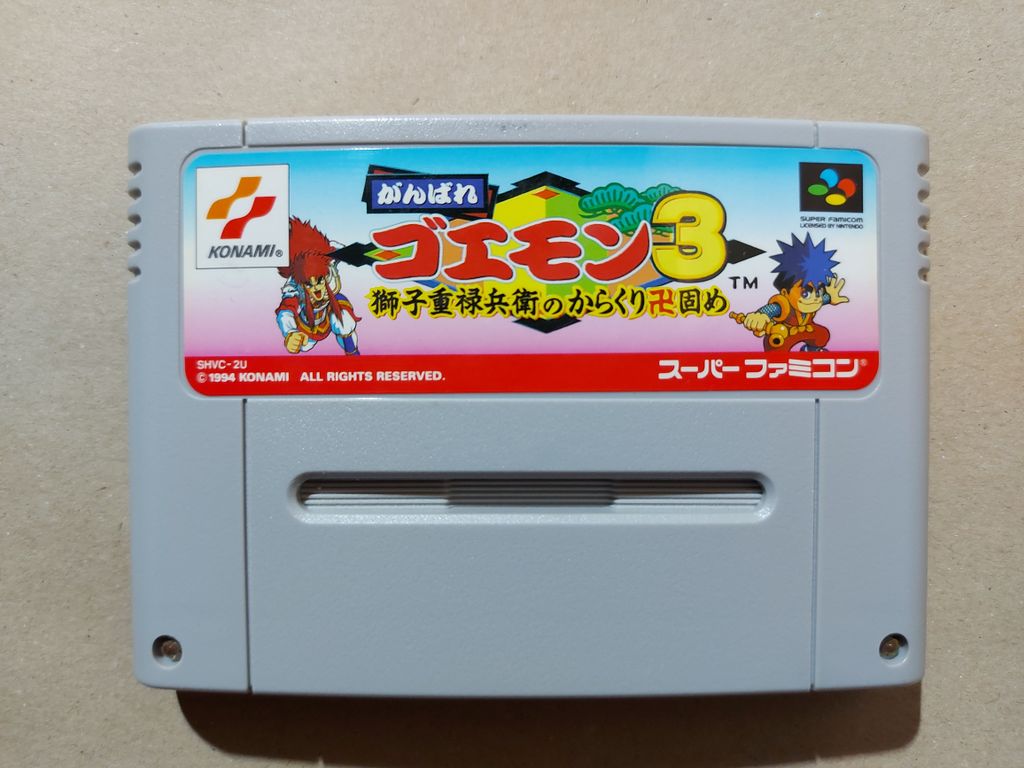 KONAMI®
がんばれ
ゴエモン3
TM
獅子重禄兵衛のからくり卍固め
SUPER FAMICOM
LICENSED BY NINTENDO
SHVC-2U
© 1994 KONAMI ALL RIGHTS RESERVED.
スーパーファミコン®